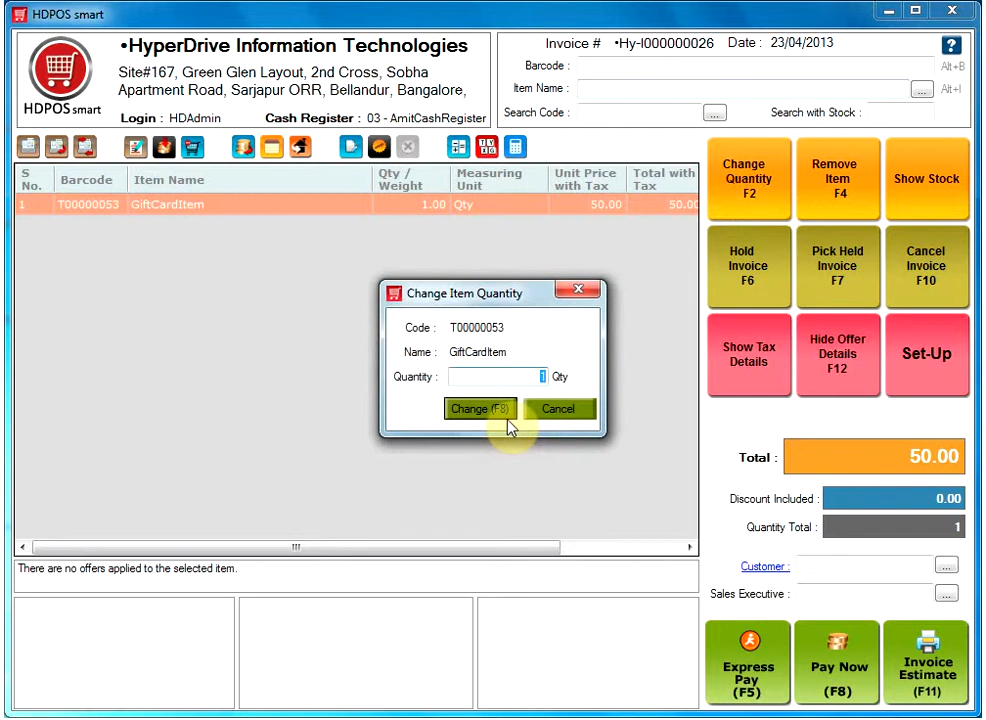 HDPOS smart
•HyperDrive Information Technologies
Site#167, Green Glen Layout, 2nd Cross, Sobha
Apartment Road, Sarjapur ORR, Bellandur, Bangalore,
HDPOS smart
Login : HDAdmin Cash Register : 03 - AmitCashRegister
Invoice # •Hy-I000000026 Date : 23/04/2013
?
Barcode : Alt+B
Item Name : ... Alt+I
Search Code : ... Search with Stock :
S No. Barcode Item Name Qty / Weight Measuring Unit Unit Price with Tax Total with Tax
1 T00000053 GiftCardItem 1.00 Qty 50.00 50.00
Change Item Quantity
Code : T00000053
Name : GiftCardItem
Quantity : 1 Qty
Change (F8) Cancel
There are no offers applied to the selected item.
Change
Quantity
F2
Remove
Item
F4
Show Stock
Hold
Invoice
F6
Pick Held
Invoice
F7
Cancel
Invoice
F10
Show Tax
Details
Hide Offer
Details
F12
Set-Up
Total : 50.00
Discount Included : 0.00
Quantity Total : 1
Customer : ...
Sales Executive : ...
Express
Pay
(F5)
Pay Now
(F8)
Invoice
Estimate
(F11)